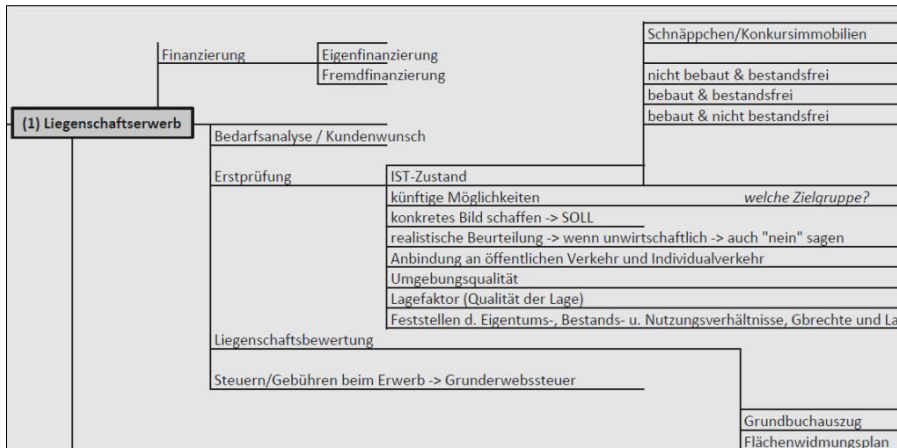 Schnäppchen/Konkursimmobilien
Finanzierung Eigenfinanzierung
Fremdfinanzierung nicht bebaut & bestandsfrei
bebaut & bestandsfrei
(1) Liegenschaftserwerb bebaut & nicht bestandsfrei
Bedarfsanalyse / Kundenwunsch
Erstprüfung IST-Zustand
künftige Möglichkeiten welche Zielgruppe?
konkretes Bild schaffen -> SOLL
realistische Beurteilung -> wenn unwirtschaftlich -> auch "nein" sagen
Anbindung an öffentlichen Verkehr und Individualverkehr
Umgebungsqualität
Lagefaktor (Qualität der Lage)
Feststellen d. Eigentums-, Bestands- u. Nutzungsverhältnisse, Gbrechte und La
Liegenschaftsbewertung
Steuern/Gebühren beim Erwerb -> Grunderwebssteuer
Grundbuchauszug
Flächenwidmungsplan